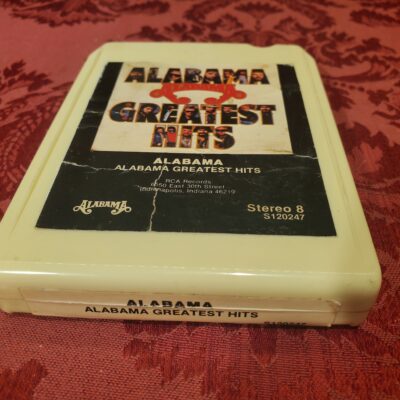 ALABAMA
ALABAMA
GREATEST
HITS
ALABAMA
ALABAMA GREATEST HITS
RCA Records
6550 East 30th Street
Indianapolis, Indiana 46219
Stereo 8
S120247
ALABAMA
ALABAMA
ALABAMA GREATEST HITS